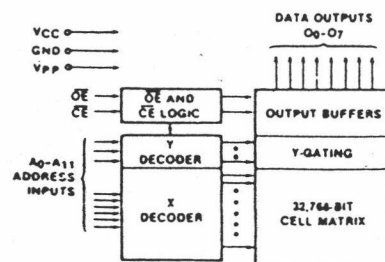 DATA OUTPUTS
O0-O7
VCC
GND
VPP
OE
CE
OE AND
CE LOGIC
OUTPUT BUFFERS
Y
DECODER
Y-GATING
A0-A11
ADDRESS
INPUTS
X
DECODER
32,768-BIT
CELL MATRIX